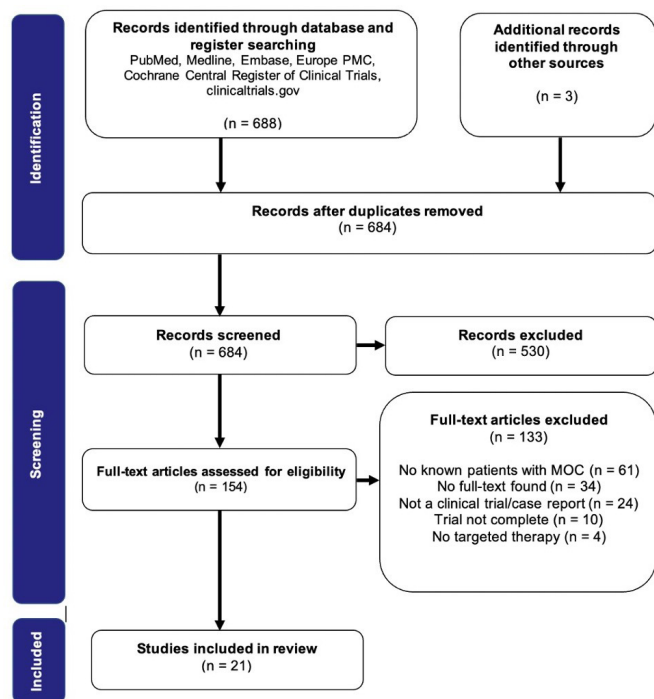 Identification
Records identified through database and
register searching
PubMed, Medline, Embase, Europe PMC,
Cochrane Central Register of Clinical Trials,
clinicaltrials.gov
(n = 688)
Additional records
identified through
other sources
(n = 3)
Records after duplicates removed
(n = 684)
Screening
Records screened
(n = 684)
Records excluded
(n = 530)
Full-text articles assessed for eligibility
(n = 154)
Full-text articles excluded
(n = 133)
No known patients with MOC (n = 61)
No full-text found (n = 34)
Not a clinical trial/case report (n = 24)
Trial not complete (n = 10)
No targeted therapy (n = 4)
Included
Studies included in review
(n = 21)